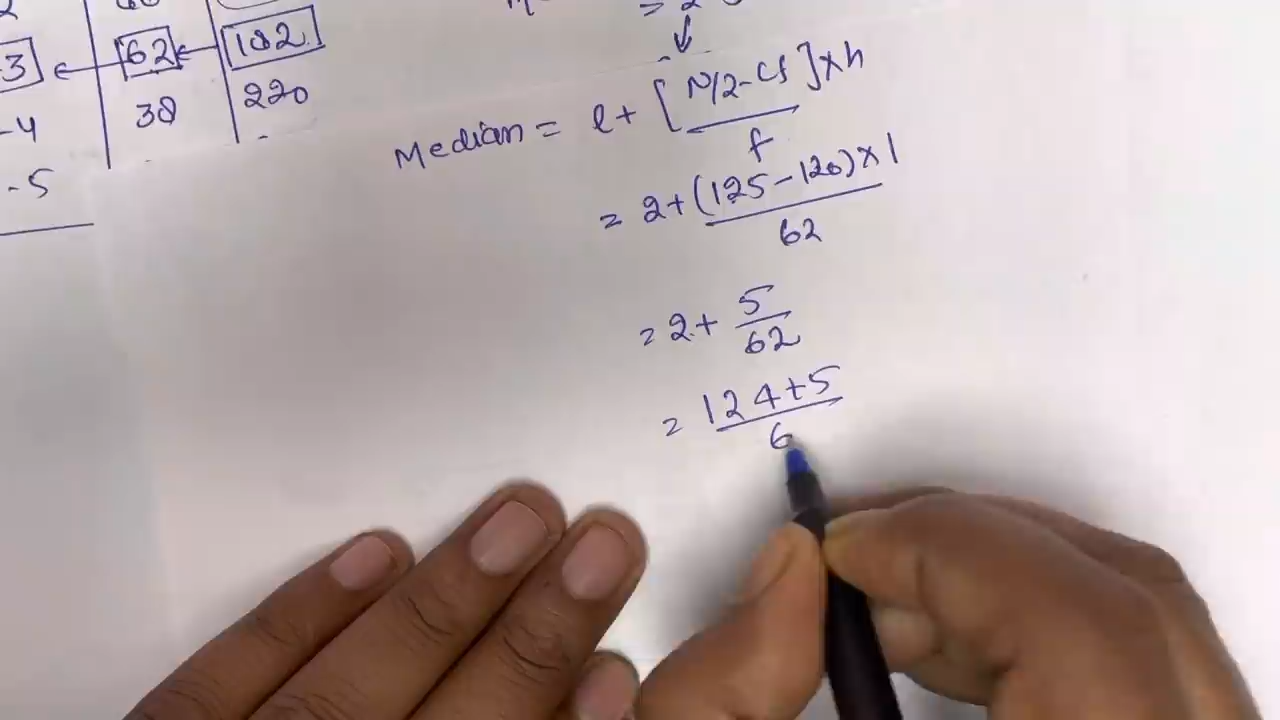 3] ← 62 ← 182
-4 38 220
-5
Median = l + [N/2 - Cf / f] × h
= 2 + (125 - 120) × 1 / 62
= 2 + 5/62
= 124 + 5 / 6